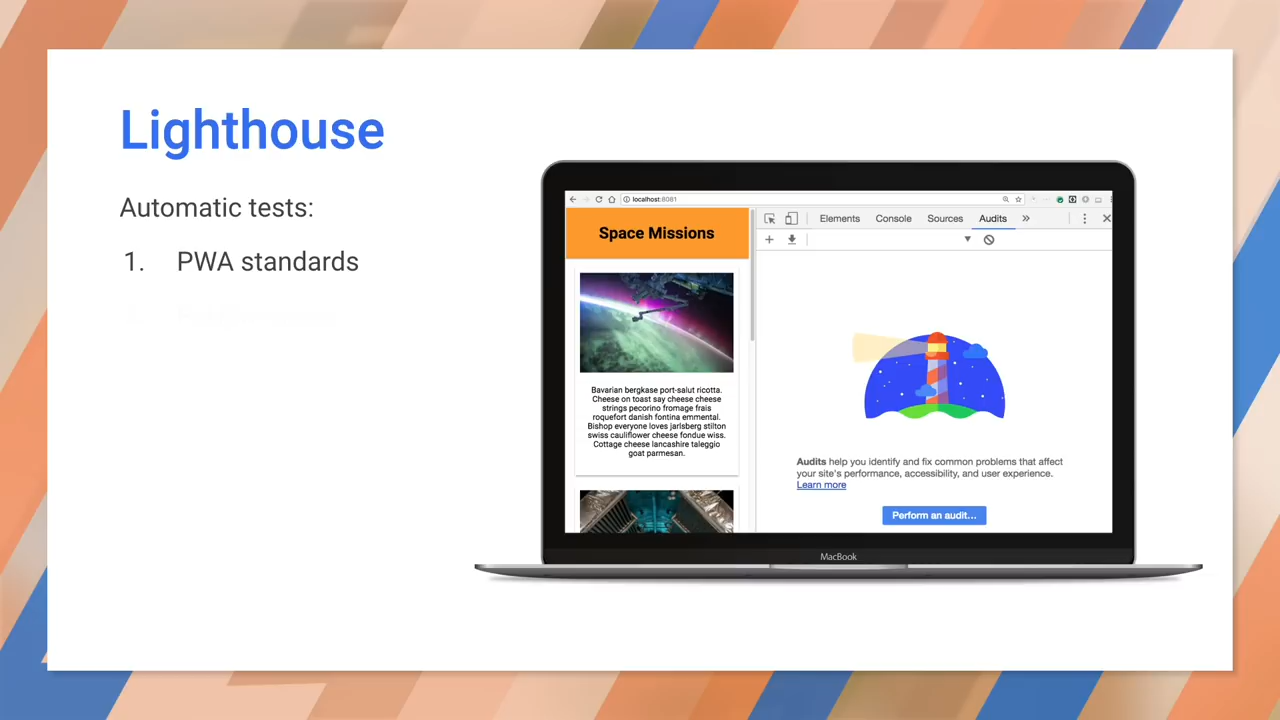 Lighthouse
Automatic tests:
1. PWA standards
localhost:8081
Elements Console Sources Audits »
Space Missions
Bavarian bergkase port-salut ricotta.
Cheese on toast say cheese cheese
strings pecorino fromage frais
roquefort danish fontina emmental.
Bishop everyone loves jarlsberg stilton
swiss cauliflower cheese fondue wiss.
Cottage cheese lancashire taleggio
goat parmesan.
Audits help you identify and fix common problems that affect
your site's performance, accessibility, and user experience.
Learn more
Perform an audit...
MacBook